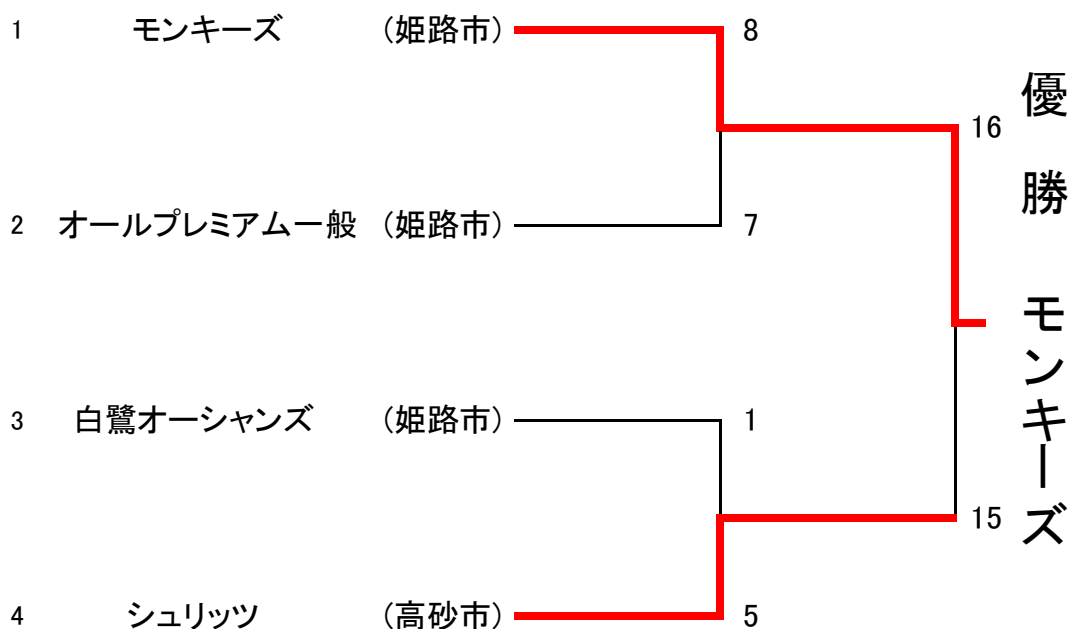 1 モンキーズ (姫路市) 8
16
2 オールプレミアム一般 (姫路市) 7
3 白鷺オーシャンズ (姫路市) 1
15
4 シュリッツ (高砂市) 5
優勝 モンキーズ